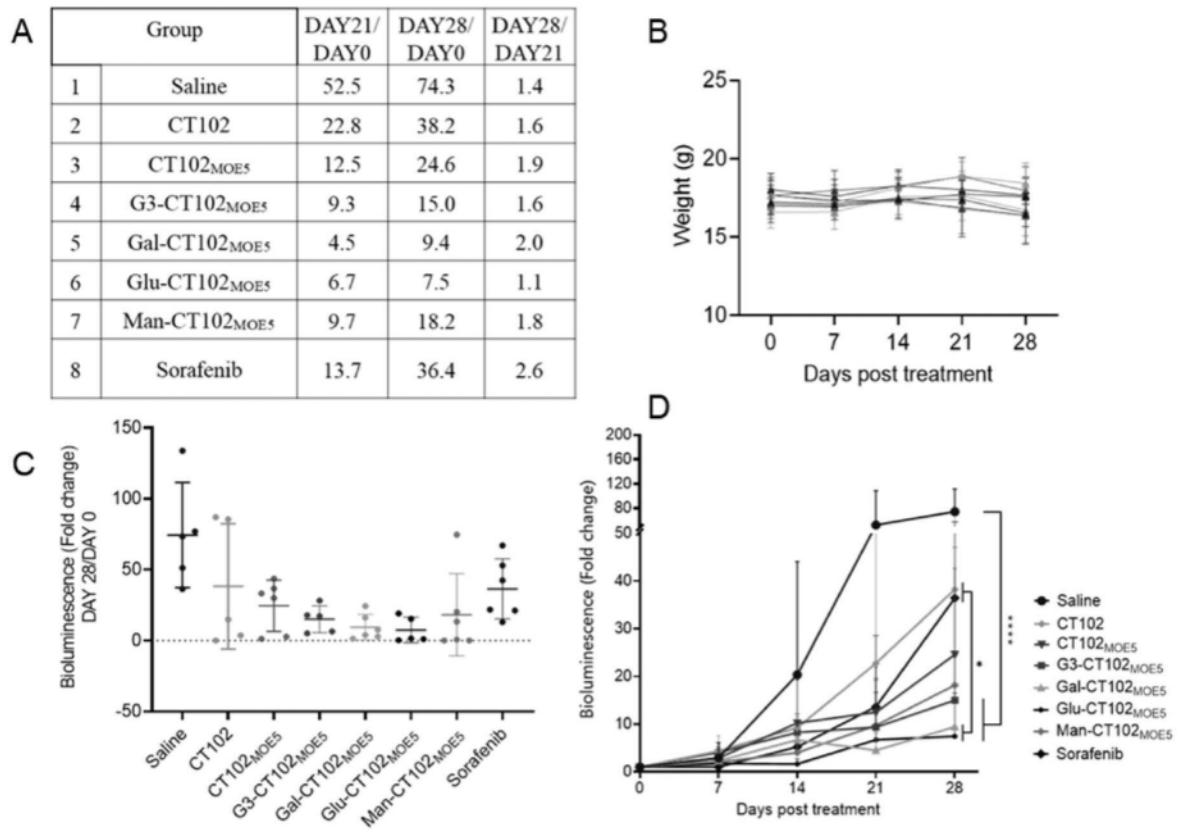 A
Group DAY21/DAY0 DAY28/DAY0 DAY28/DAY21
1 Saline 52.5 74.3 1.4
2 CT102 22.8 38.2 1.6
3 CT102MOE5 12.5 24.6 1.9
4 G3-CT102MOE5 9.3 15.0 1.6
5 Gal-CT102MOE5 4.5 9.4 2.0
6 Glu-CT102MOE5 6.7 7.5 1.1
7 Man-CT102MOE5 9.7 18.2 1.8
8 Sorafenib 13.7 36.4 2.6
B
Weight (g)
25
20
15
10
0 7 14 21 28
Days post treatment
C
Bioluminescence (Fold change)
DAY 28/DAY 0
150
100
50
0
-50
Saline
CT102
CT102MOE5
G3-CT102MOE5
Gal-CT102MOE5
Glu-CT102MOE5
Man-CT102MOE5
Sorafenib
D
Bioluminescence (Fold change)
200
160
120
80
50
40
30
20
10
0
0 7 14 21 28
Days post treatment
*
****
Saline
CT102
CT102MOE5
G3-CT102MOE5
Gal-CT102MOE5
Glu-CT102MOE5
Man-CT102MOE5
Sorafenib